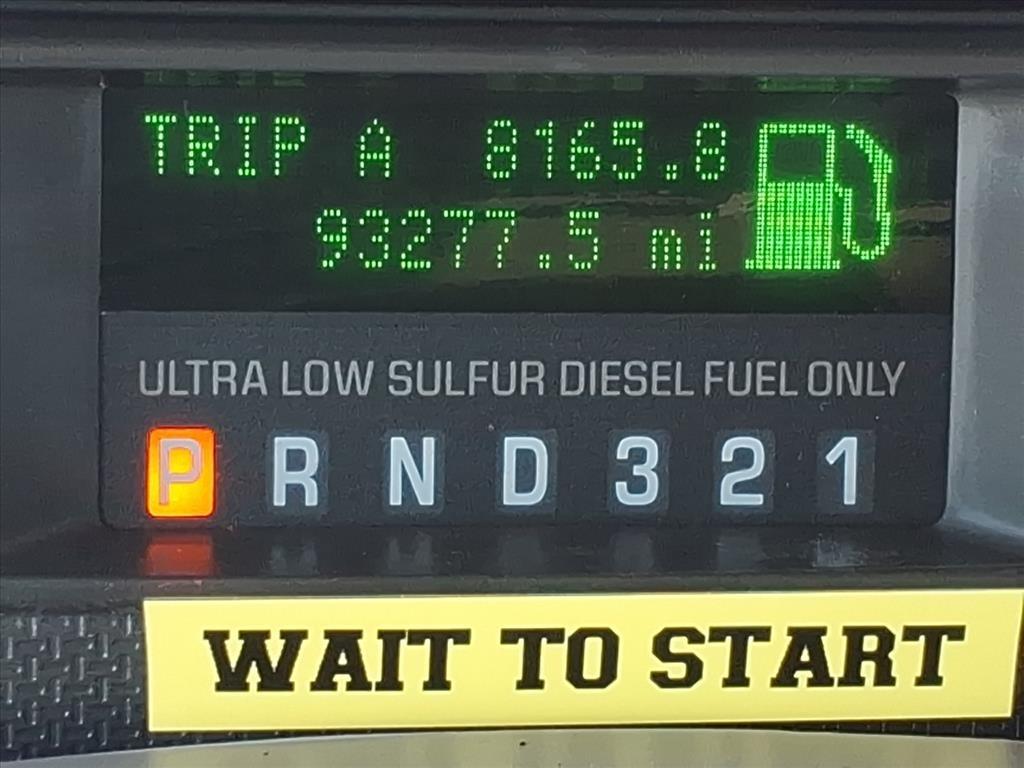 TRIP A 8165.8
93277.5 mi
ULTRA LOW SULFUR DIESEL FUEL ONLY
P R N D 3 2 1
WAIT TO START